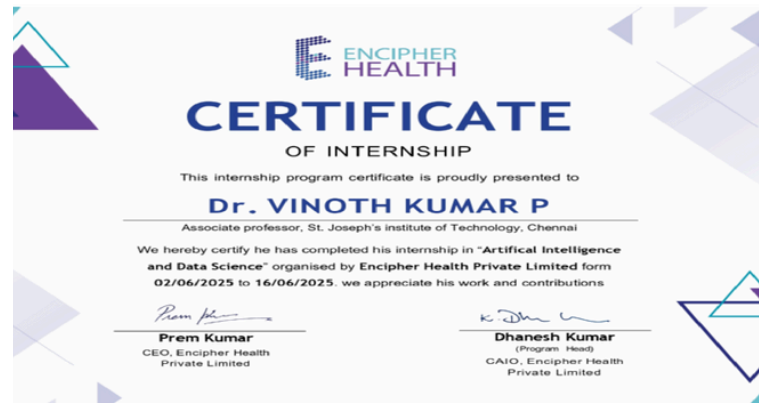 ENCIPHER
HEALTH
CERTIFICATE
OF INTERNSHIP
This internship program certificate is proudly presented to
Dr. VINOTH KUMAR P
Associate professor, St. Joseph's institute of Technology, Chennai
We hereby certify he has completed his internship in "Artifical Intelligence
and Data Science" organised by Encipher Health Private Limited form
02/06/2025 to 16/06/2025. we appreciate his work and contributions
Prem Kumar
CEO, Encipher Health
Private Limited
K. Dh
Dhanesh Kumar
(Program Head)
CAIO, Encipher Health
Private Limited